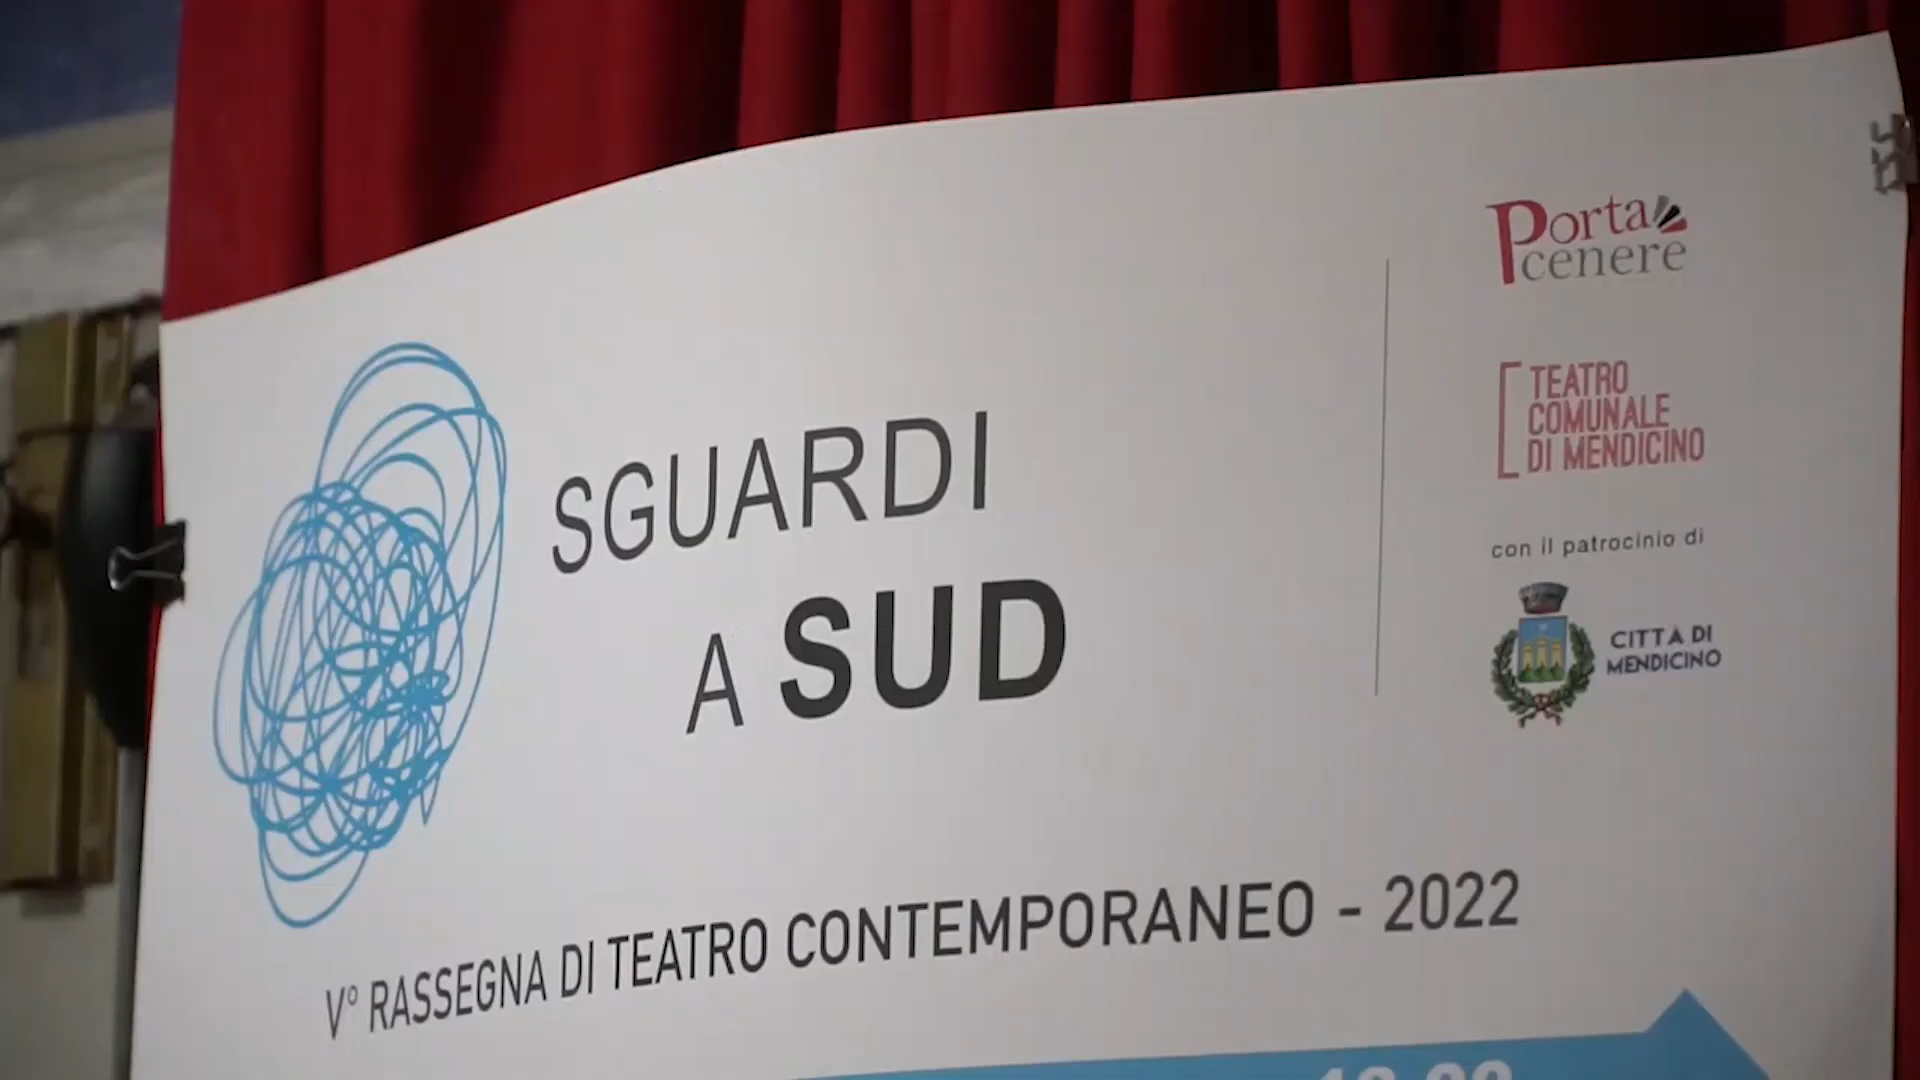 SGUARDI
A SUD
V° RASSEGNA DI TEATRO CONTEMPORANEO - 2022
Porta
cenere
TEATRO
COMUNALE
DI MENDICINO
con il patrocinio di
CITTÀ DI
MENDICINO